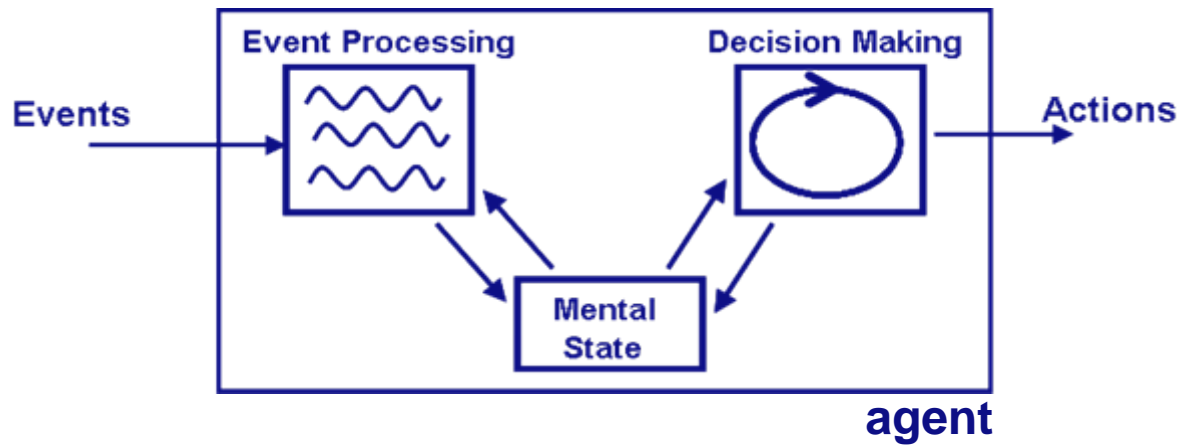 Event Processing
Decision Making
Events
Actions
Mental
State
agent